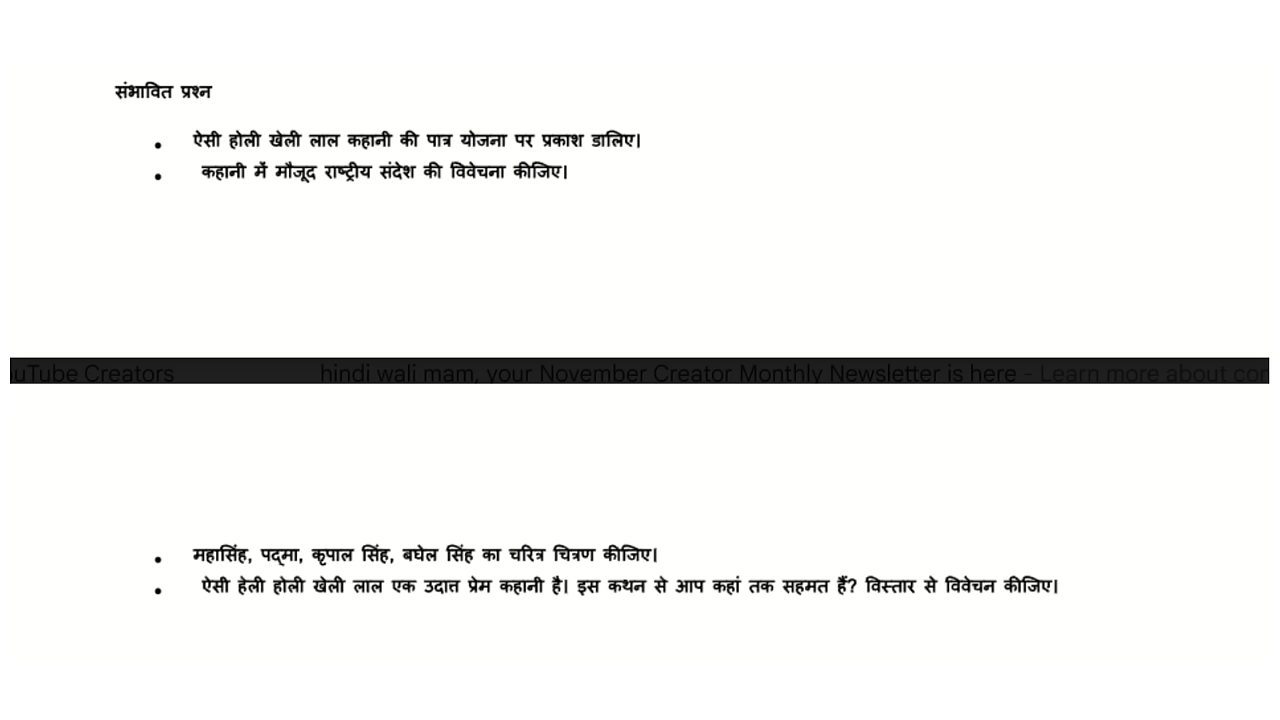 संभावित प्रश्न
• ऐसी होली खेली लाल कहानी की पात्र योजना पर प्रकाश डालिए।
• कहानी में मौजूद राष्ट्रीय संदेश की विवेचना कीजिए।
uTube Creators hindi wali mam, your November Creator Monthly Newsletter is here - Learn more about cop
• महासिंह, पद्मा, कृपाल सिंह, बघेल सिंह का चरित्र चित्रण कीजिए।
• ऐसी हेली होली खेली लाल एक उदात्त प्रेम कहानी है। इस कथन से आप कहां तक सहमत हैं? विस्तार से विवेचन कीजिए।